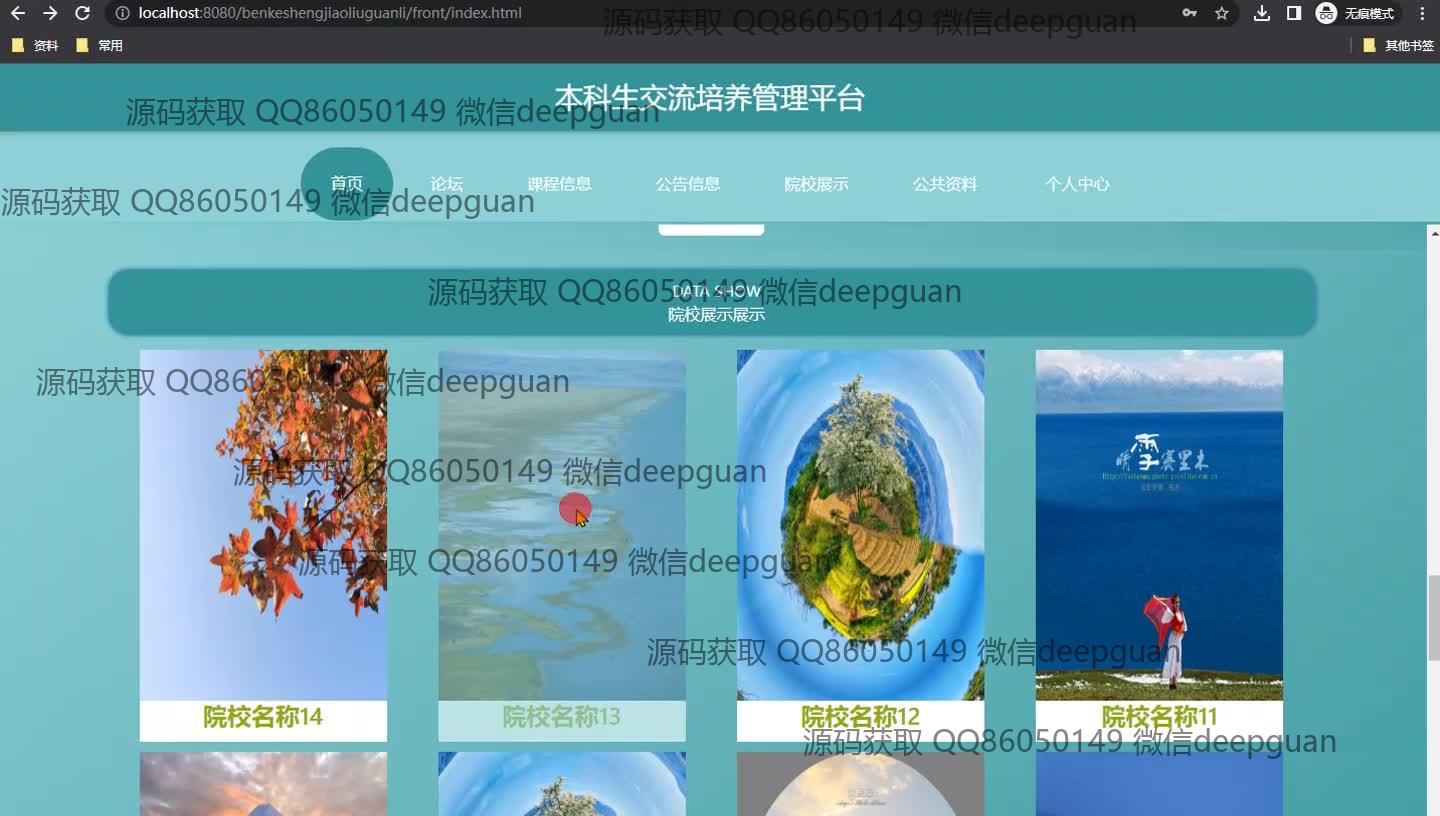 localhost:8080/benkeshengjiaoliuguanli/front/index.html
无痕模式
资料
常用
其他书签
源码获取 QQ86050149 微信deepguan
本科生交流培养管理平台
源码获取 QQ86050149 微信deepguan
首页
论坛
课程信息
公告信息
院校展示
公共资料
个人中心
源码获取 QQ86050149 微信deepguan
DATA SHOW
源码获取 QQ86050149 微信deepguan
院校展示展示
源码获取 QQ86050149 微信deepguan
雪
晴
赛里木
源码获取 QQ86050149 微信deepguan
源码获取 QQ86050149 微信deepguan
源码获取 QQ86050149 微信deepguan
院校名称14
院校名称13
院校名称12
院校名称11
源码获取 QQ86050149 微信deepguan